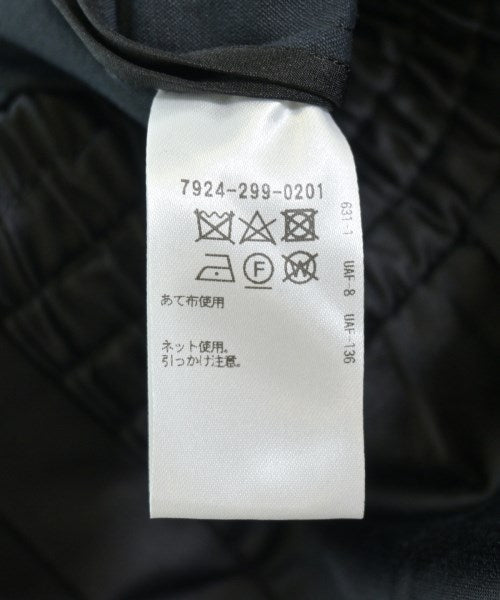 7924-299-0201
F
W
あて布使用
ネット使用。
引っかけ注意。
631-1 UAF-8 UAF-136